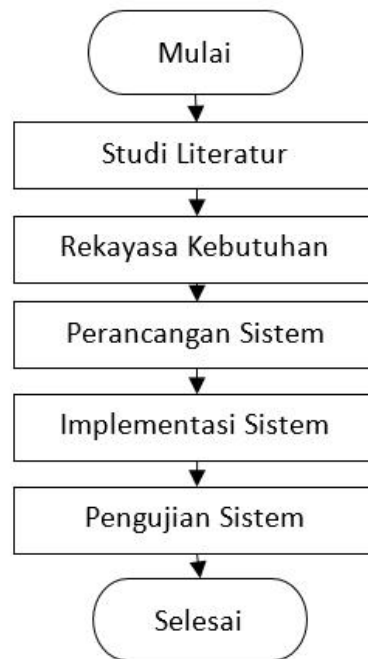 Mulai
Studi Literatur
Rekayasa Kebutuhan
Perancangan Sistem
Implementasi Sistem
Pengujian Sistem
Selesai